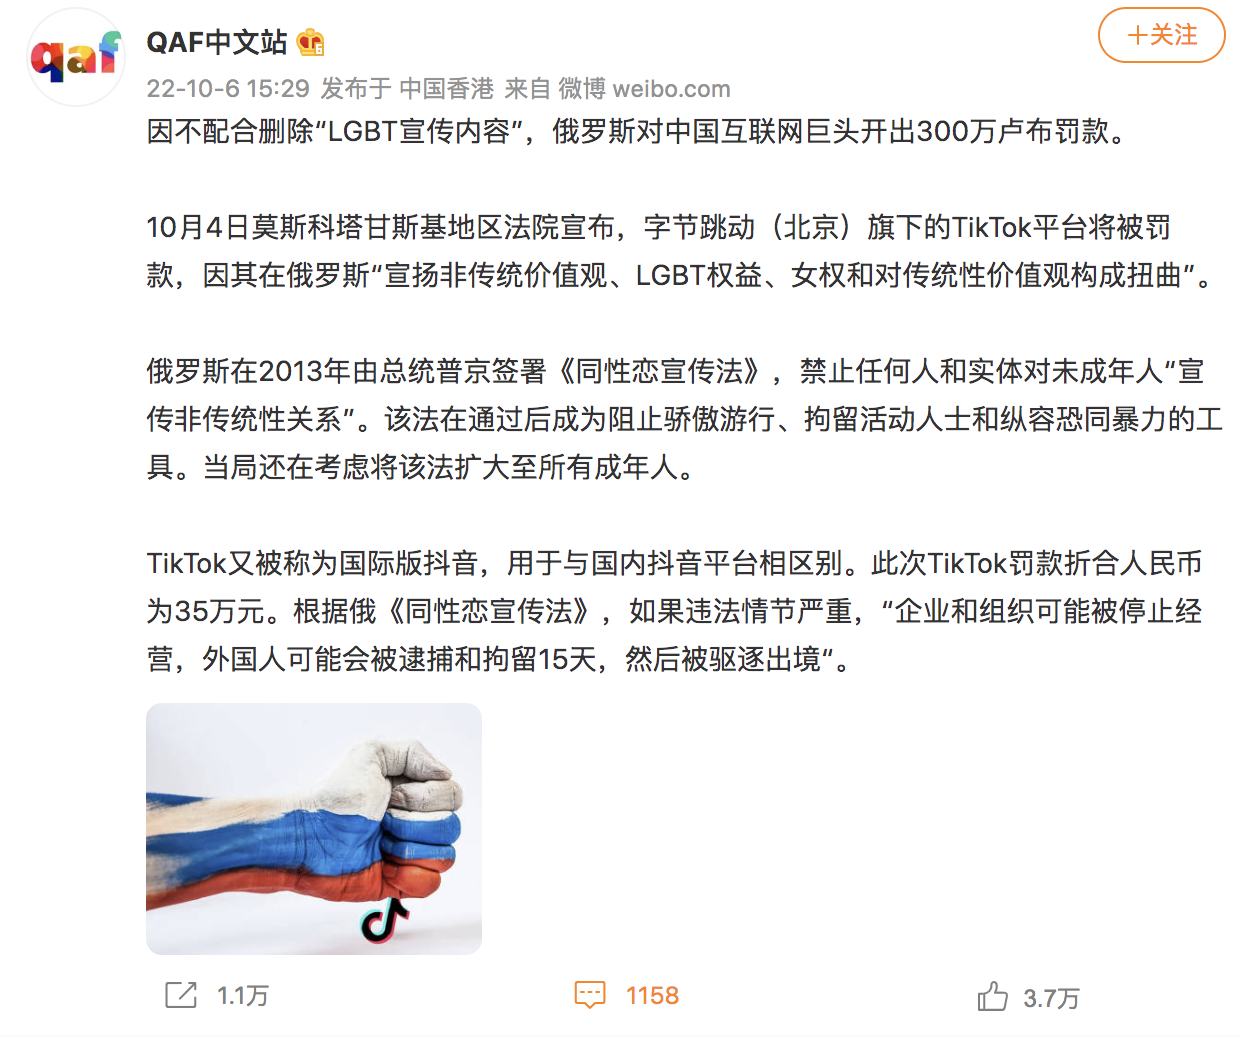 qaf
QAF中文站
6
+关注
22-10-6 15:29 发布于 中国香港 来自 微博 weibo.com
因不配合删除“LGBT宣传内容”，俄罗斯对中国互联网巨头开出300万卢布罚款。
10月4日莫斯科塔甘斯基地区法院宣布，字节跳动（北京）旗下的TikTok平台将被罚
款，因其在俄罗斯“宣扬非传统价值观、LGBT权益、女权和对传统性价值观构成扭曲”。
俄罗斯在2013年由总统普京签署《同性恋宣传法》，禁止任何人和实体对未成年人“宣
传非传统性关系”。该法在通过后成为阻止骄傲游行、拘留活动人士和纵容恐同暴力的工
具。当局还在考虑将该法扩大至所有成年人。
TikTok又被称为国际版抖音，用于与国内抖音平台相区别。此次TikTok罚款折合人民币
为35万元。根据俄《同性恋宣传法》，如果违法情节严重，“企业和组织可能被停止经
营，外国人可能会被逮捕和拘留15天，然后被驱逐出境“。
1.1万
1158
3.7万